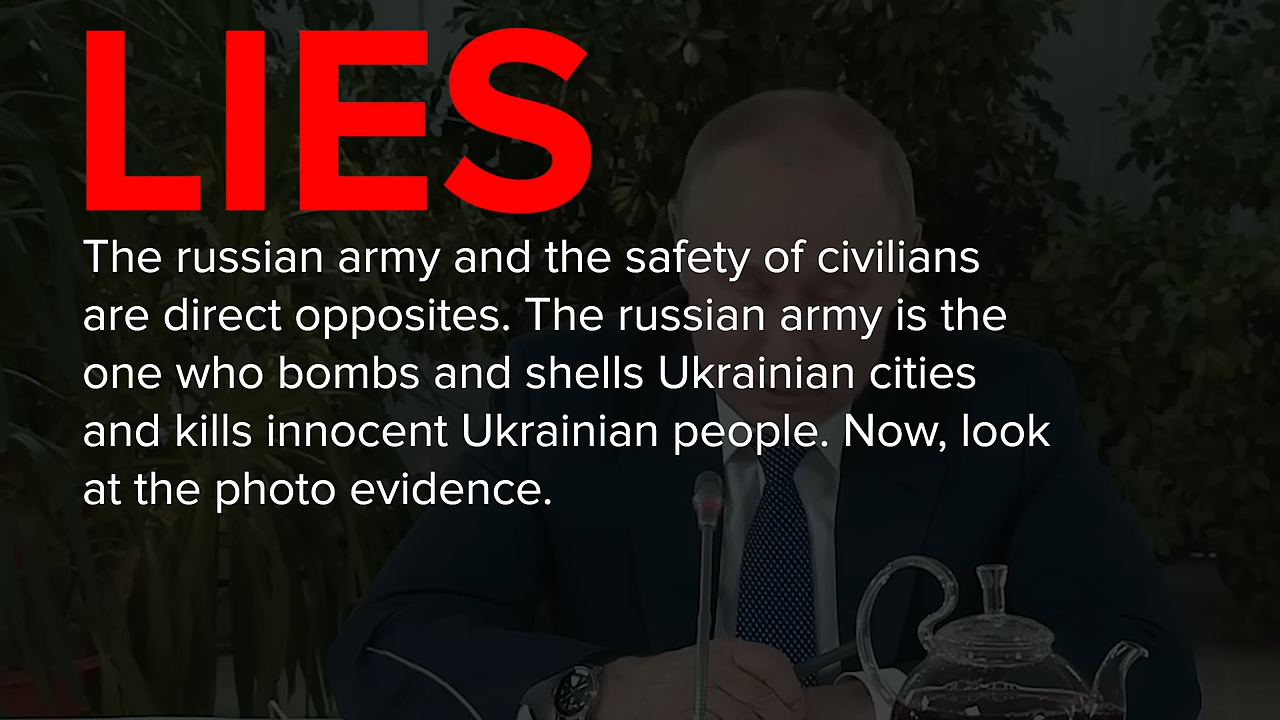 LIES
The russian army and the safety of civilians
are direct opposites. The russian army is the
one who bombs and shells Ukrainian cities
and kills innocent Ukrainian people. Now, look
at the photo evidence.